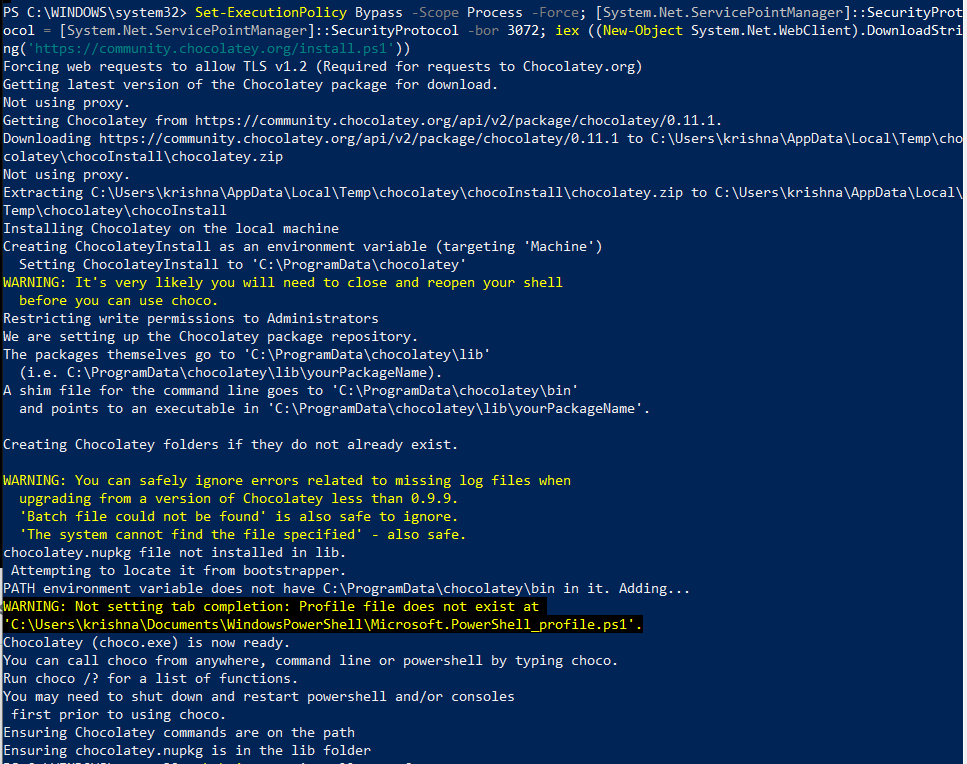 PS C:\WINDOWS\system32> Set-ExecutionPolicy Bypass -Scope Process -Force; [System.Net.ServicePointManager]::SecurityProt
ocol = [System.Net.ServicePointManager]::SecurityProtocol -bor 3072; iex ((New-Object System.Net.WebClient).DownloadStri
ng('https://community.chocolatey.org/install.ps1'))
Forcing web requests to allow TLS v1.2 (Required for requests to Chocolatey.org)
Getting latest version of the Chocolatey package for download.
Not using proxy.
Getting Chocolatey from https://community.chocolatey.org/api/v2/package/chocolatey/0.11.1.
Downloading https://community.chocolatey.org/api/v2/package/chocolatey/0.11.1 to C:\Users\krishna\AppData\Local\Temp\cho
colatey\chocoInstall\chocolatey.zip
Not using proxy.
Extracting C:\Users\krishna\AppData\Local\Temp\chocolatey\chocoInstall\chocolatey.zip to C:\Users\krishna\AppData\Local\
Temp\chocolatey\chocoInstall
Installing Chocolatey on the local machine
Creating ChocolateyInstall as an environment variable (targeting 'Machine')
  Setting ChocolateyInstall to 'C:\ProgramData\chocolatey'
WARNING: It's very likely you will need to close and reopen your shell
  before you can use choco.
Restricting write permissions to Administrators
We are setting up the Chocolatey package repository.
The packages themselves go to 'C:\ProgramData\chocolatey\lib'
  (i.e. C:\ProgramData\chocolatey\lib\yourPackageName).
A shim file for the command line goes to 'C:\ProgramData\chocolatey\bin'
  and points to an executable in 'C:\ProgramData\chocolatey\lib\yourPackageName'.

Creating Chocolatey folders if they do not already exist.

WARNING: You can safely ignore errors related to missing log files when
  upgrading from a version of Chocolatey less than 0.9.9.
  'Batch file could not be found' is also safe to ignore.
  'The system cannot find the file specified' - also safe.
chocolatey.nupkg file not installed in lib.
 Attempting to locate it from bootstrapper.
PATH environment variable does not have C:\ProgramData\chocolatey\bin in it. Adding...
WARNING: Not setting tab completion: Profile file does not exist at
'C:\Users\krishna\Documents\WindowsPowerShell\Microsoft.PowerShell_profile.ps1'.
Chocolatey (choco.exe) is now ready.
You can call choco from anywhere, command line or powershell by typing choco.
Run choco /? for a list of functions.
You may need to shut down and restart powershell and/or consoles
 first prior to using choco.
Ensuring Chocolatey commands are on the path
Ensuring chocolatey.nupkg is in the lib folder